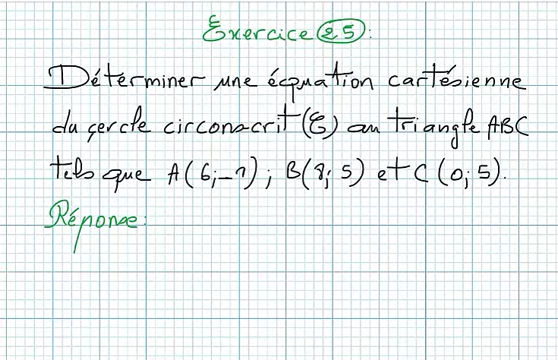 Exercice 25:
Déterminer une équation cartésienne
du cercle circonscrit (C) au triangle ABC
tels que A(6;-1); B(8;5) et C(0;5).
Réponse: